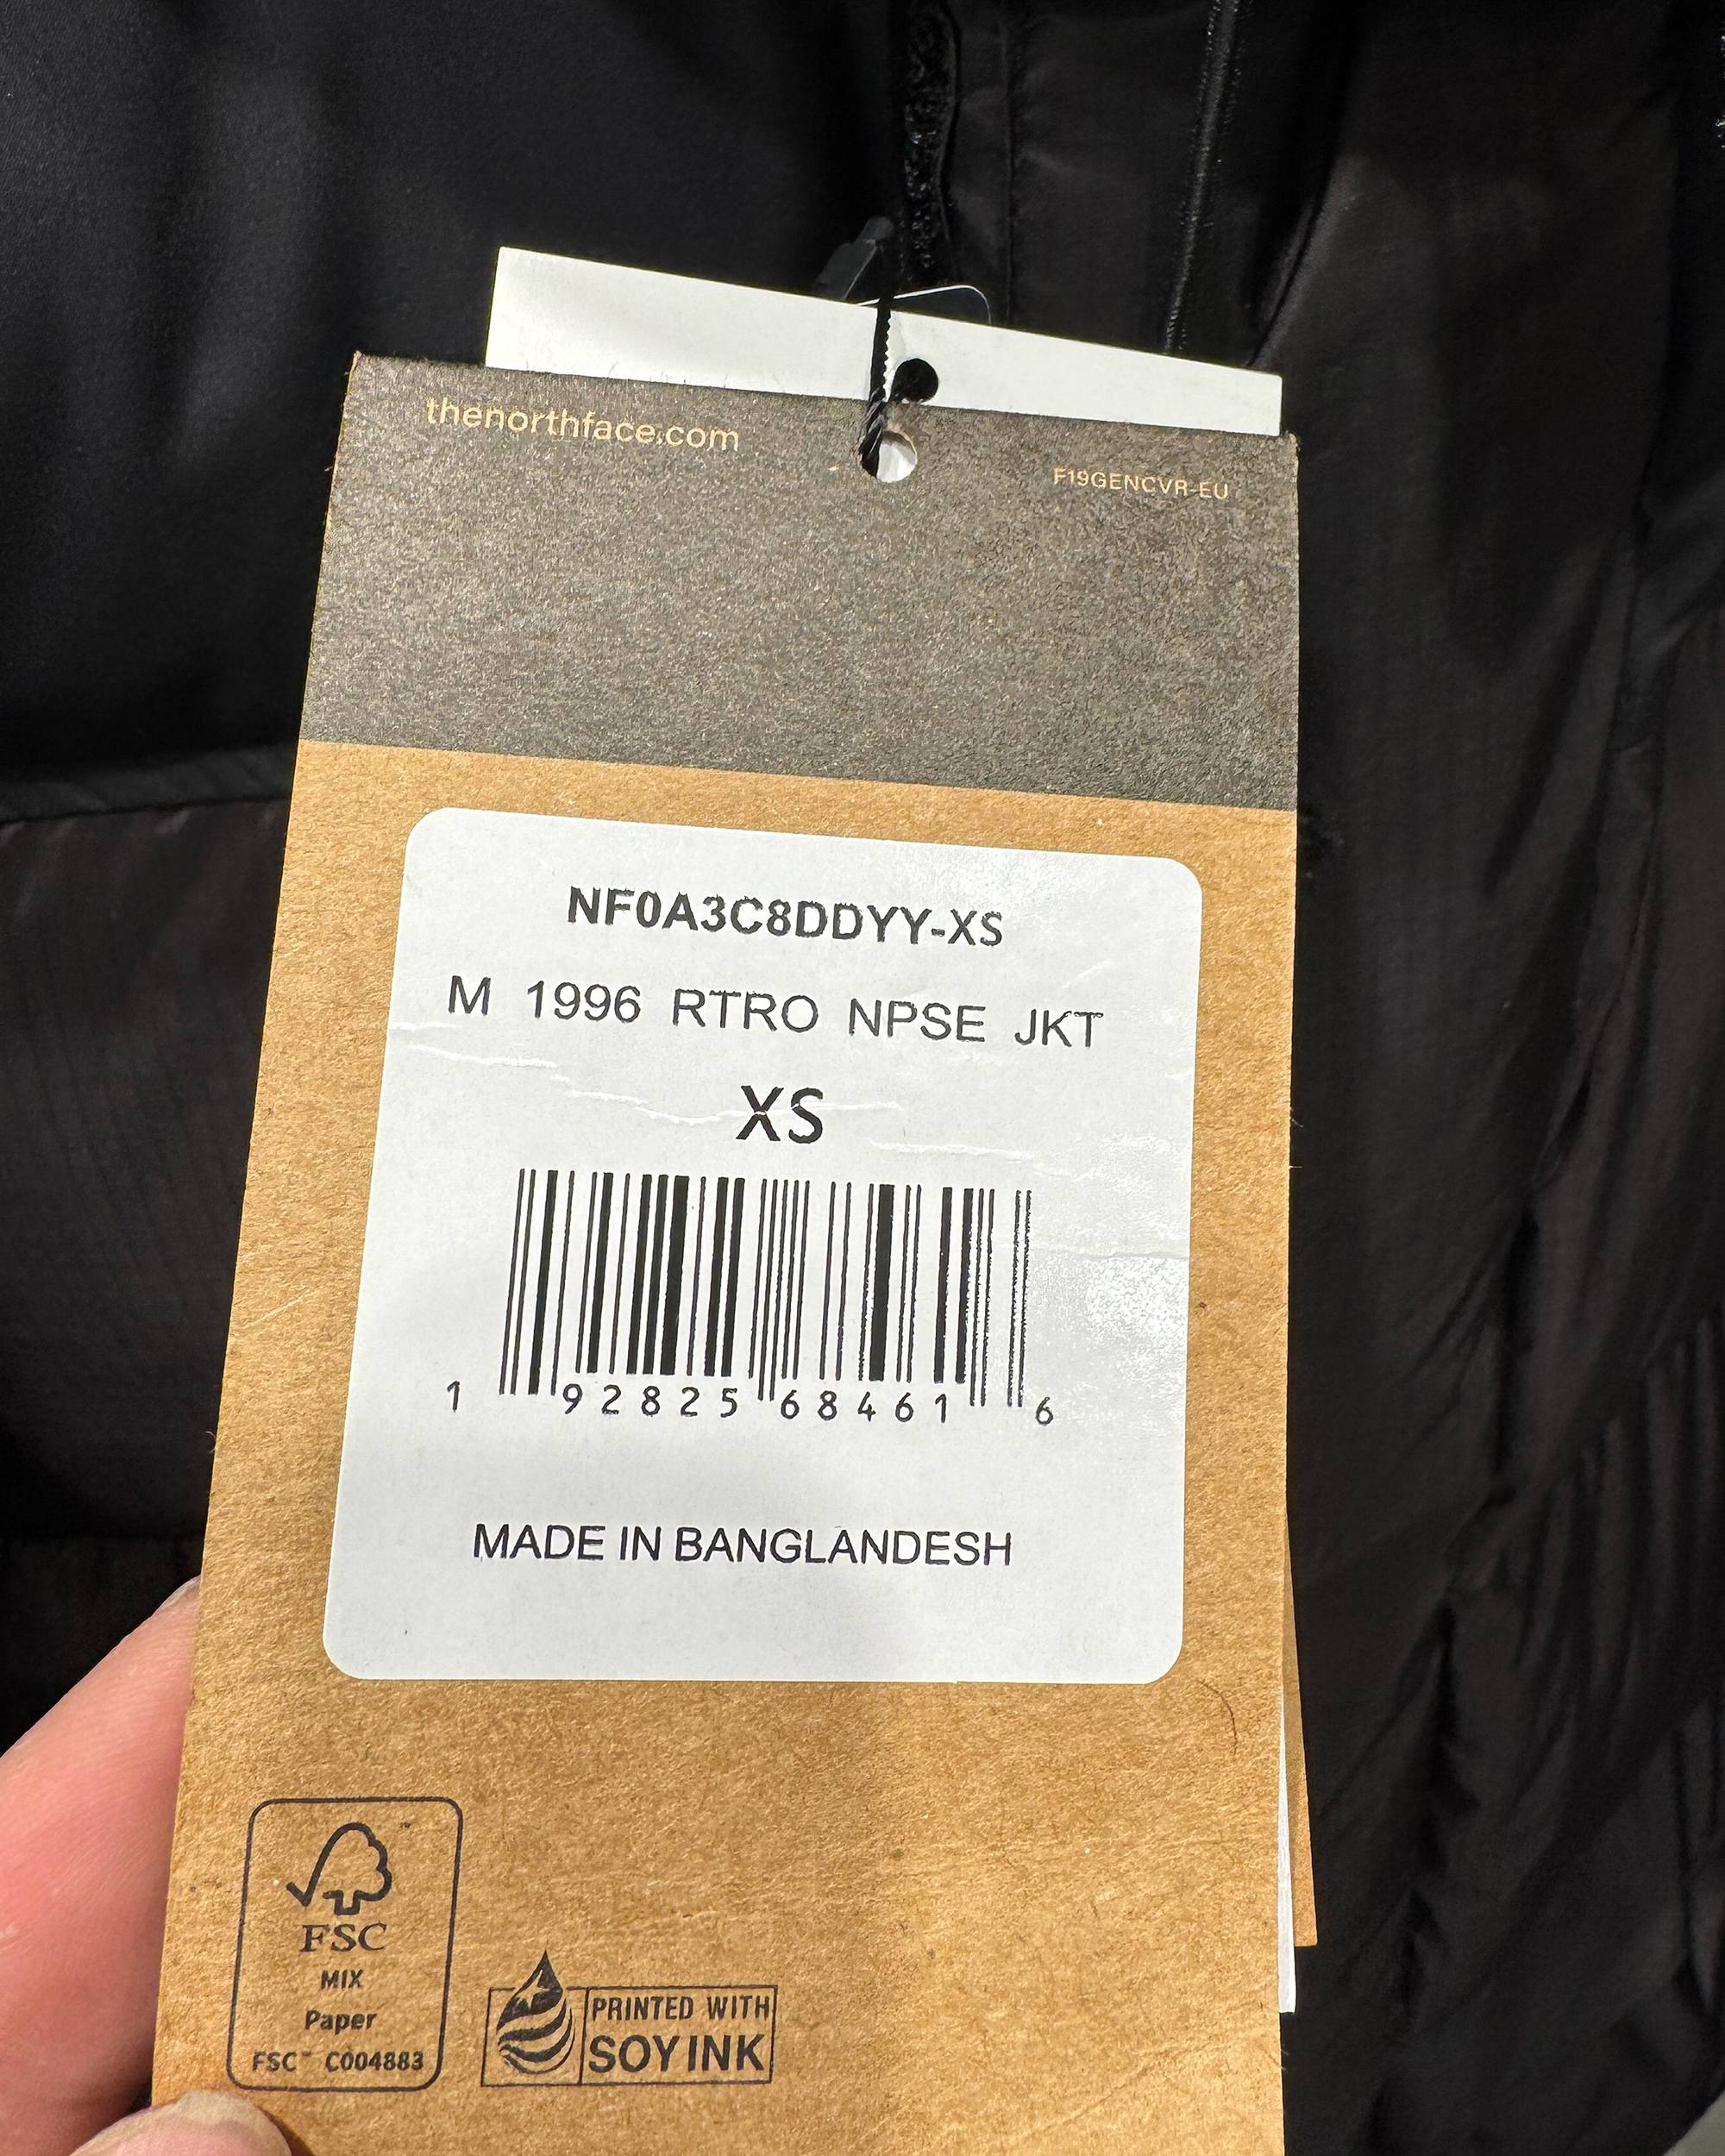 thenorthface.com
F19GENCVR-EU
NF0A3C8DDYY-XS
M 1996 RTRO NPSE JKT
XS
1 92825 68461 6
MADE IN BANGLANDESH
FSC
MIX
Paper
FSC™ C004883
PRINTED WITH
SOY INK